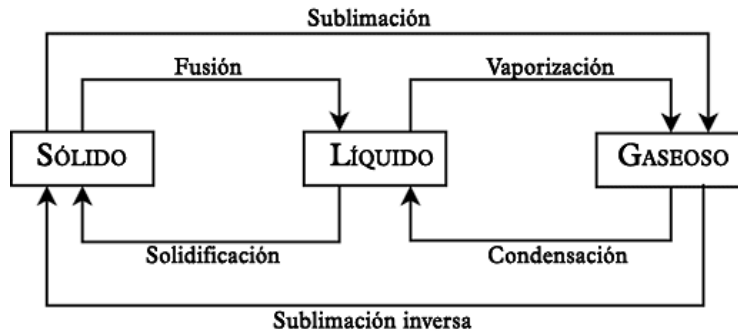 Sublimación
Fusión
Vaporización
SÓLIDO
LÍQUIDO
GASEOSO
Solidificación
Condensación
Sublimación inversa